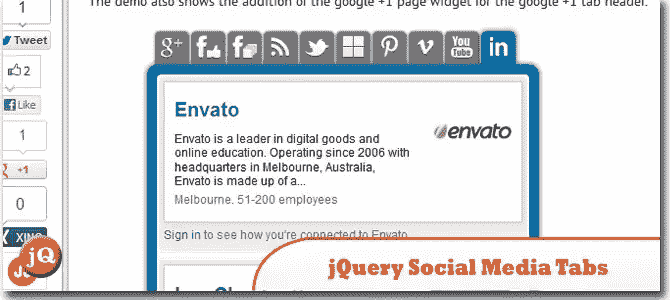 The demo also shows the addition of the google +1 page widget for the google +1 tab header.
1
Tweet
2
Like
1
+1
0
XING
g+ f f You Tube in
Envato
Envato is a leader in digital goods and
online education. Operating since 2006 with
headquarters in Melbourne, Australia,
Envato is made up of a...
Melbourne. 51-200 employees
envato
Sign in to see how you're connected to Envato
jQuery Social Media Tabs
jQ